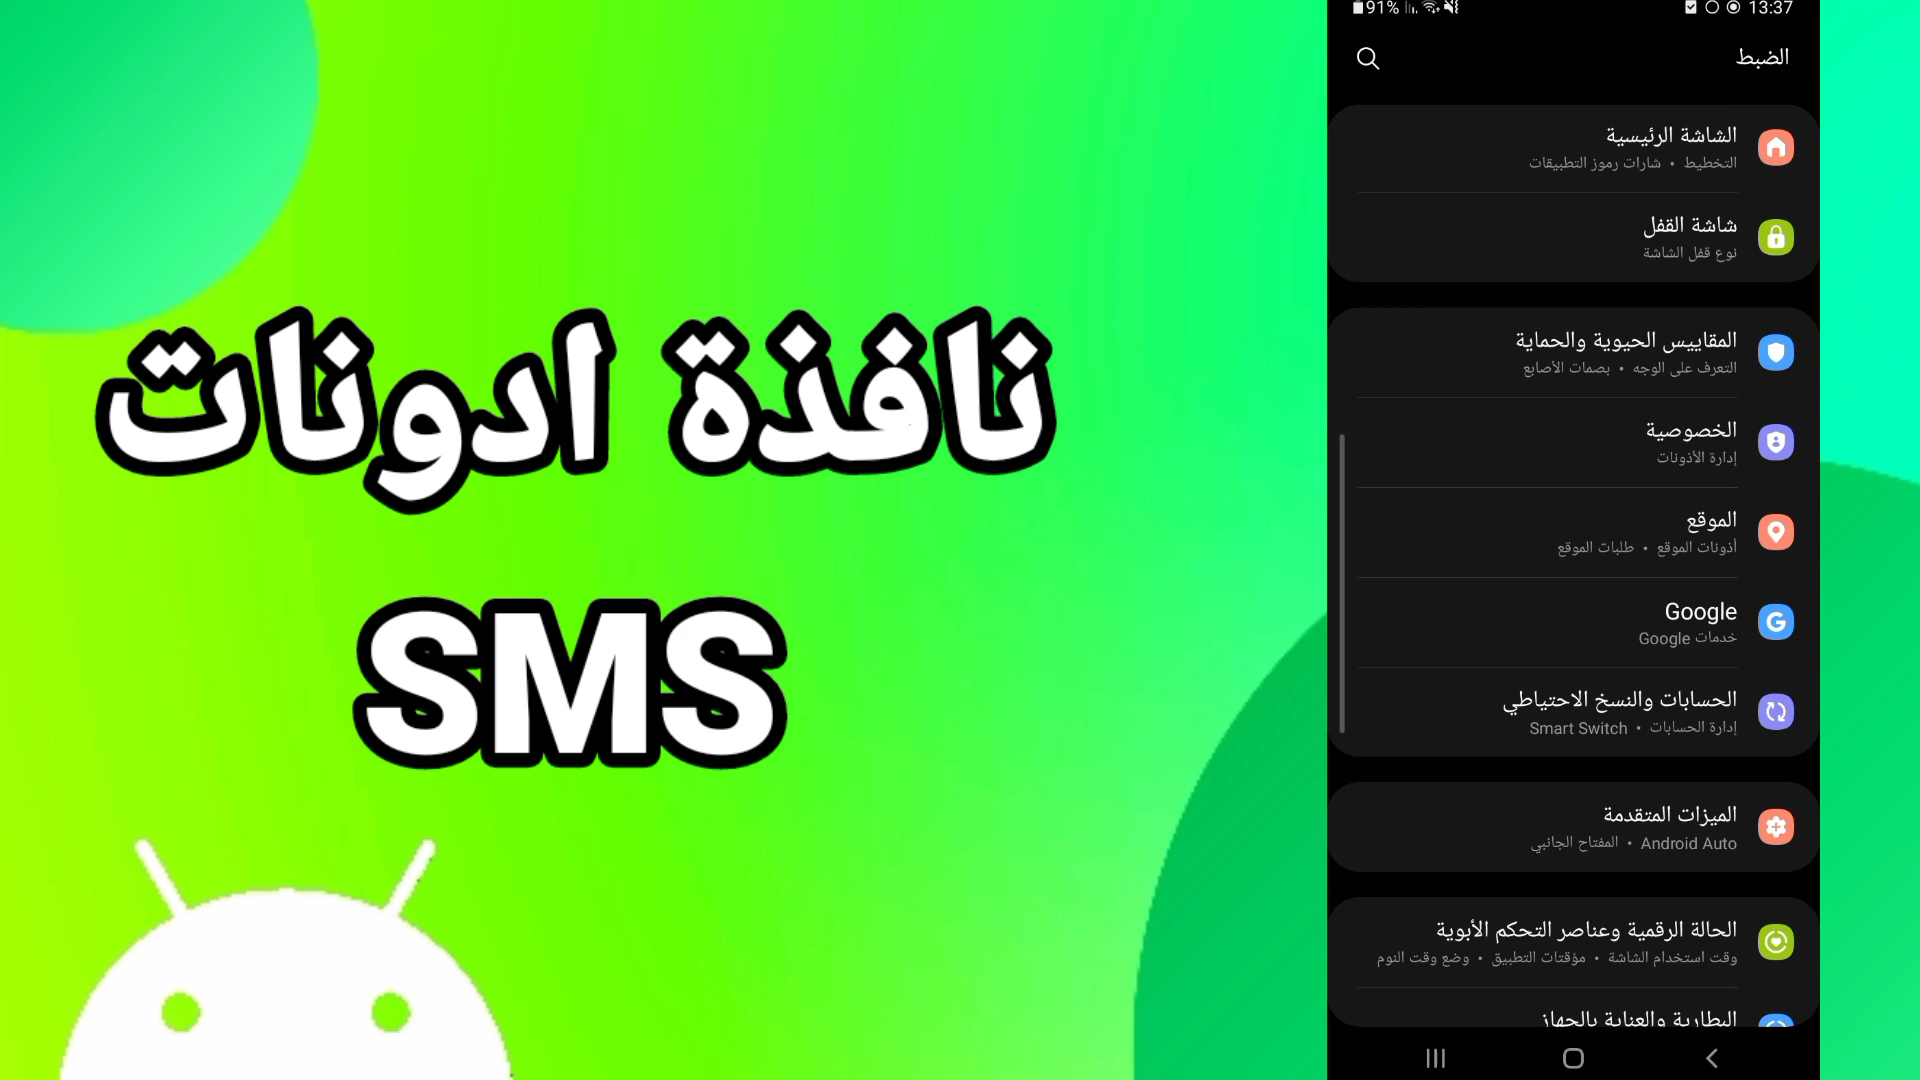 نافذة ادونات
SMS
91%
13:37
الضبط
الشاشة الرئيسية
التخطيط • شارات رموز التطبيقات
شاشة القفل
نوع قفل الشاشة
المقاييس الحيوية والحماية
التعرف على الوجه • بصمات الأصابع
الخصوصية
إدارة الأذونات
الموقع
أذونات الموقع • طلبات الموقع
Google
خدمات Google
الحسابات والنسخ الاحتياطي
إدارة الحسابات • Smart Switch
الميزات المتقدمة
Android Auto • المفتاح الجانبي
الحالة الرقمية وعناصر التحكم الأبوية
وقت استخدام الشاشة • مؤقتات التطبيق • وضع وقت النوم
البطارية والعناية بالجهاز